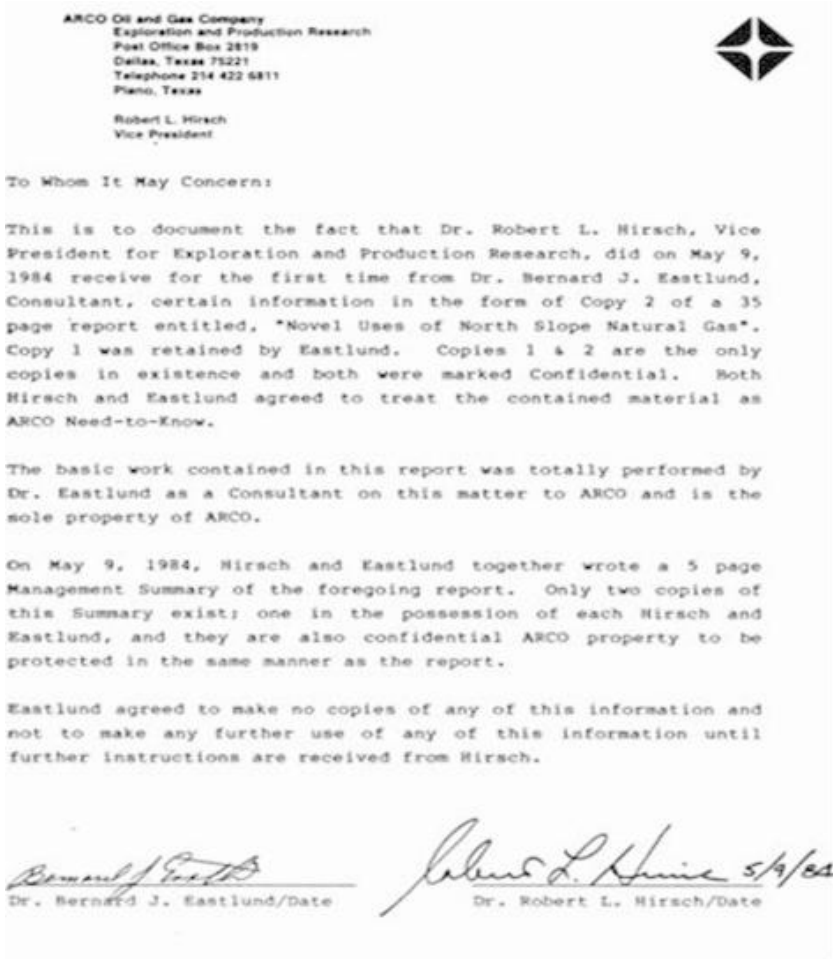 ARCO Oil and Gas Company
Exploration and Production Research
Post Office Box 2819
Dallas, Texas 75221
Telephone 214 422 6811
Plano, Texas
Robert L. Hirsch
Vice President
To Whom It May Concern:
This is to document the fact that Dr. Robert L. Hirsch, Vice
President for Exploration and Production Research, did on May 9,
1984 receive for the first time from Dr. Bernard J. Eastlund,
Consultant, certain information in the form of Copy 2 of a 35
page report entitled, "Novel Uses of North Slope Natural Gas".
Copy 1 was retained by Eastlund. Copies 1 & 2 are the only
copies in existence and both were marked Confidential. Both
Hirsch and Eastlund agreed to treat the contained material as
ARCO Need-to-Know.
The basic work contained in this report was totally performed by
Dr. Eastlund as a Consultant on this matter to ARCO and is the
sole property of ARCO.
On May 9, 1984, Hirsch and Eastlund together wrote a 5 page
Management Summary of the foregoing report. Only two copies of
this Summary exist; one in the possession of each Hirsch and
Eastlund, and they are also confidential ARCO property to be
protected in the same manner as the report.
Eastlund agreed to make no copies of any of this information and
not to make any further use of any of this information until
further instructions are received from Hirsch.
5/9/84
Dr. Bernard J. Eastlund/Date
Dr. Robert L. Hirsch/Date